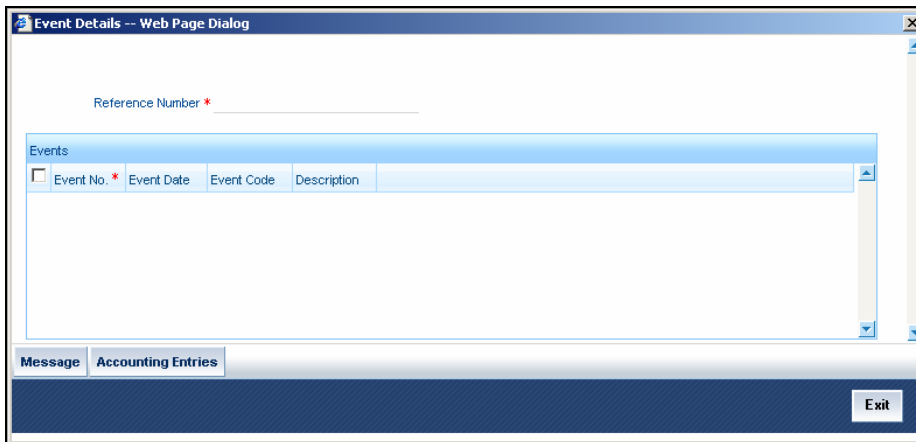 Event Details -- Web Page Dialog
Reference Number *
Events
Event No. * Event Date Event Code Description
Message Accounting Entries
Exit